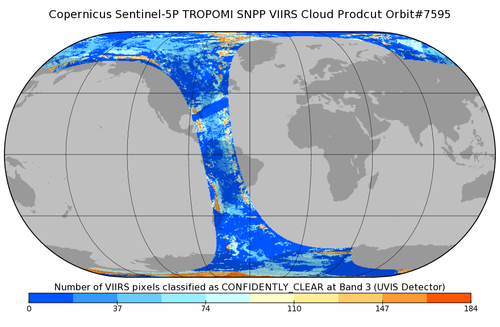 Copernicus Sentinel-5P TROPOMI SNPP VIIRS Cloud Prodcut Orbit#7595
Number of VIIRS pixels classified as CONFIDENTLY_CLEAR at Band 3 (UVIS Detector)
0 37 74 110 147 184